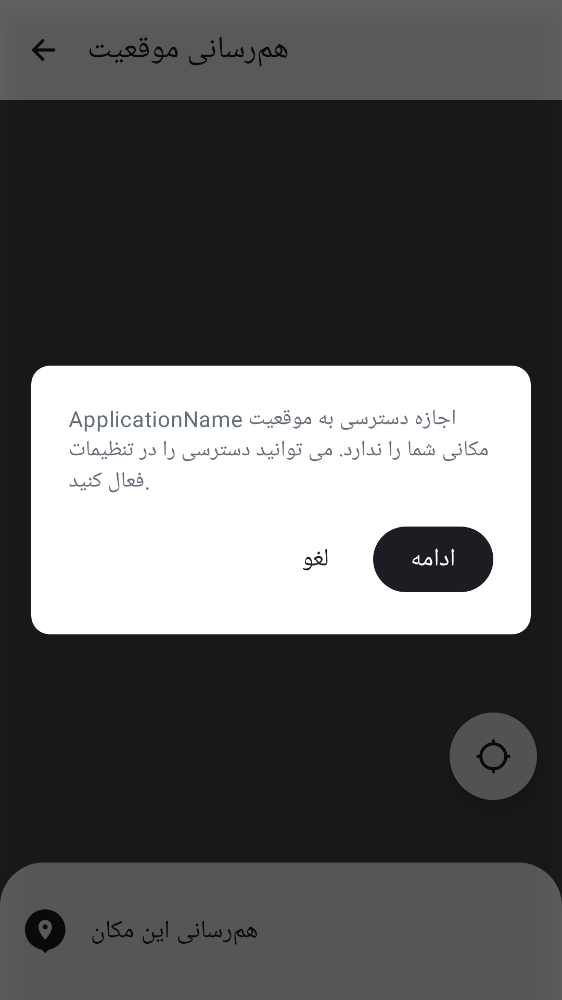 هم‌رسانی موقعیت
ApplicationName اجازه دسترسی به موقعیت
مکانی شما را ندارد. می توانید دسترسی را در تنظیمات
فعال کنید.
لغو
ادامه
هم‌رسانی این مکان